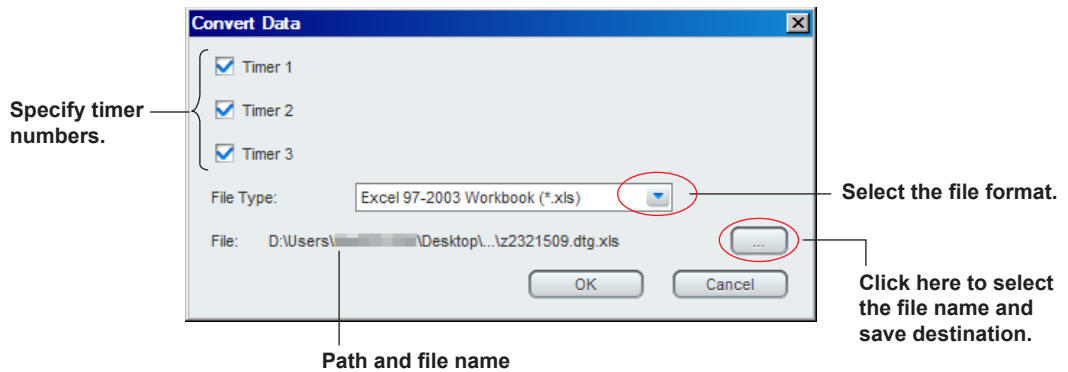 Convert Data
Timer 1
Specify timer
numbers.
Timer 2
Timer 3
File Type:
Excel 97-2003 Workbook (*.xls)
Select the file format.
File:
D:\Users\ \Desktop\...\z2321509.dtg.xls
...
OK
Cancel
Click here to select
the file name and
save destination.
Path and file name